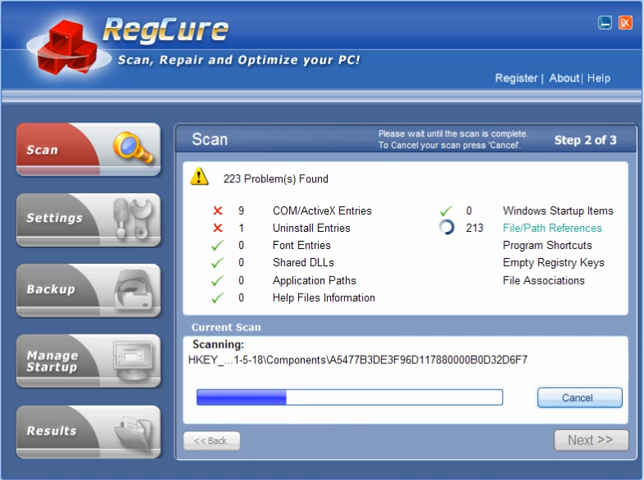 RegCure
Scan, Repair and Optimize your PC!
Register | About | Help
Scan
Settings
Backup
Manage
Startup
Results
Scan
Please wait until the scan is complete.
To Cancel your scan press 'Cancel'.
Step 2 of 3
223 Problem(s) Found
9 COM/ActiveX Entries
1 Uninstall Entries
0 Font Entries
0 Shared DLLs
0 Application Paths
0 Help Files Information
0 Windows Startup Items
213 File/Path References
Program Shortcuts
Empty Registry Keys
File Associations
Current Scan
Scanning:
HKEY_...1-5-18\Components\A5477B3DE3F96D117880000B0D32D6F7
Cancel
<< Back
Next >>